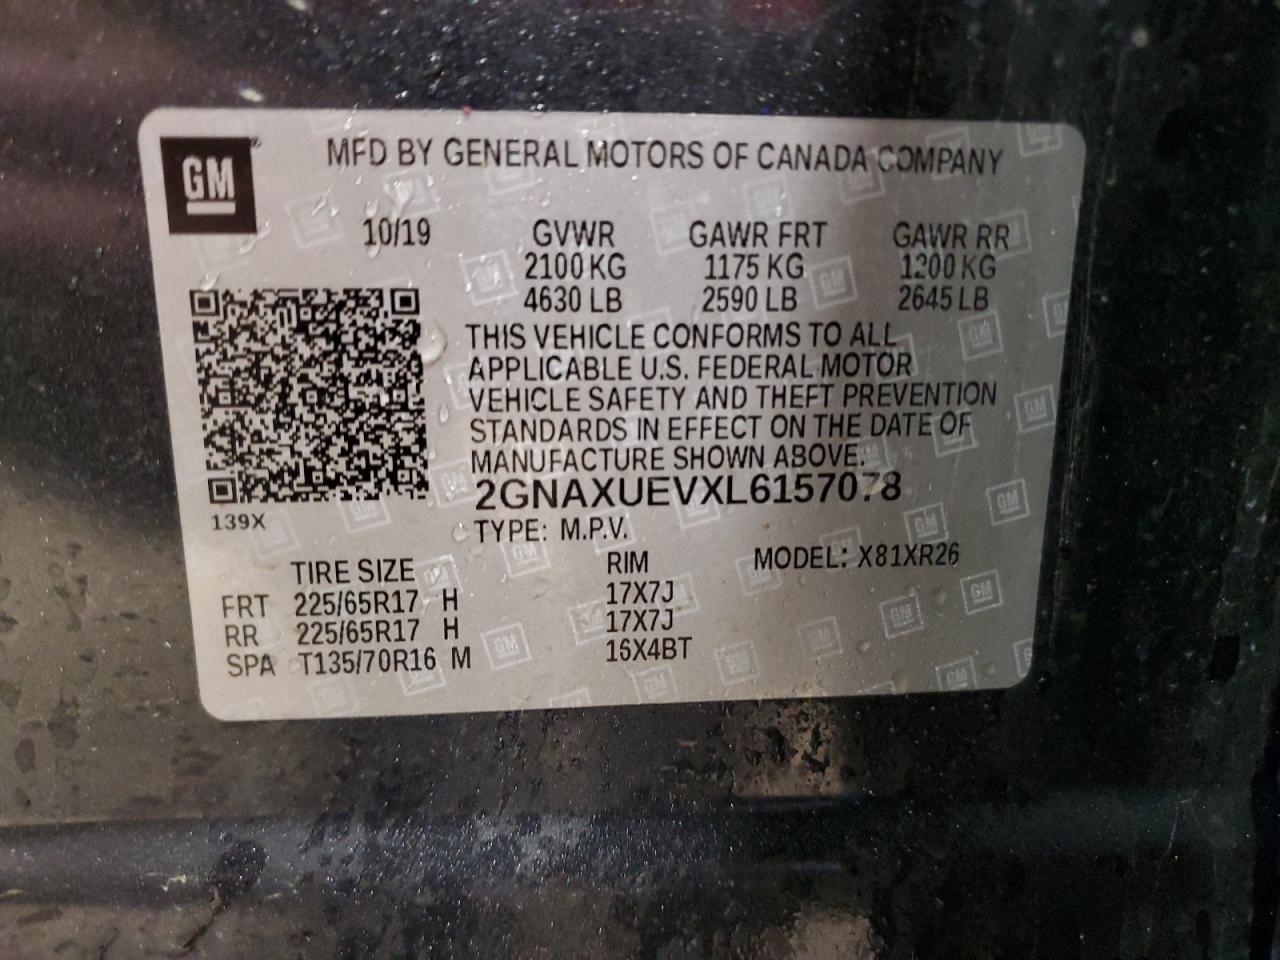 GM
MFD BY GENERAL MOTORS OF CANADA COMPANY
10/19 GVWR GAWR FRT GAWR RR
2100 KG 1175 KG 1200 KG
4630 LB 2590 LB 2645 LB
THIS VEHICLE CONFORMS TO ALL
APPLICABLE U.S. FEDERAL MOTOR
VEHICLE SAFETY AND THEFT PREVENTION
STANDARDS IN EFFECT ON THE DATE OF
MANUFACTURE SHOWN ABOVE.
2GNAXUEVXL6157078
139X
TYPE: M.P.V.
TIRE SIZE RIM MODEL: X81XR26
FRT 225/65R17 H 17X7J
RR 225/65R17 H 17X7J
SPA T135/70R16 M 16X4BT